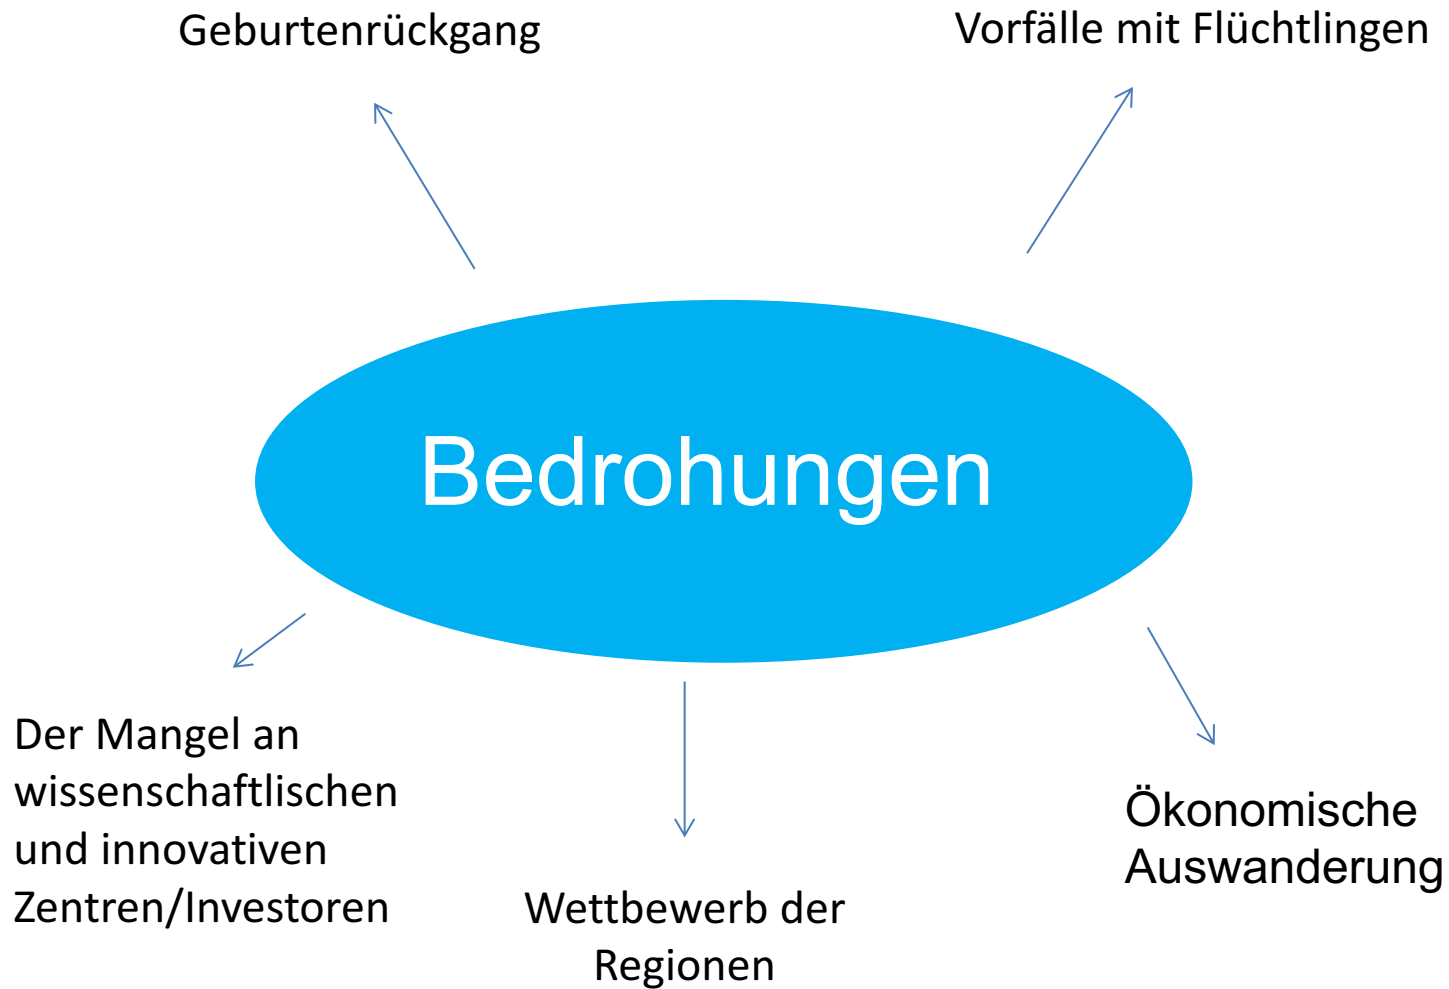 Geburtenrückgang
Vorfälle mit Flüchtlingen
Bedrohungen
Der Mangel an
wissenschaftlischen
und innovativen
Zentren/Investoren
Wettbewerb der
Regionen
Ökonomische
Auswanderung